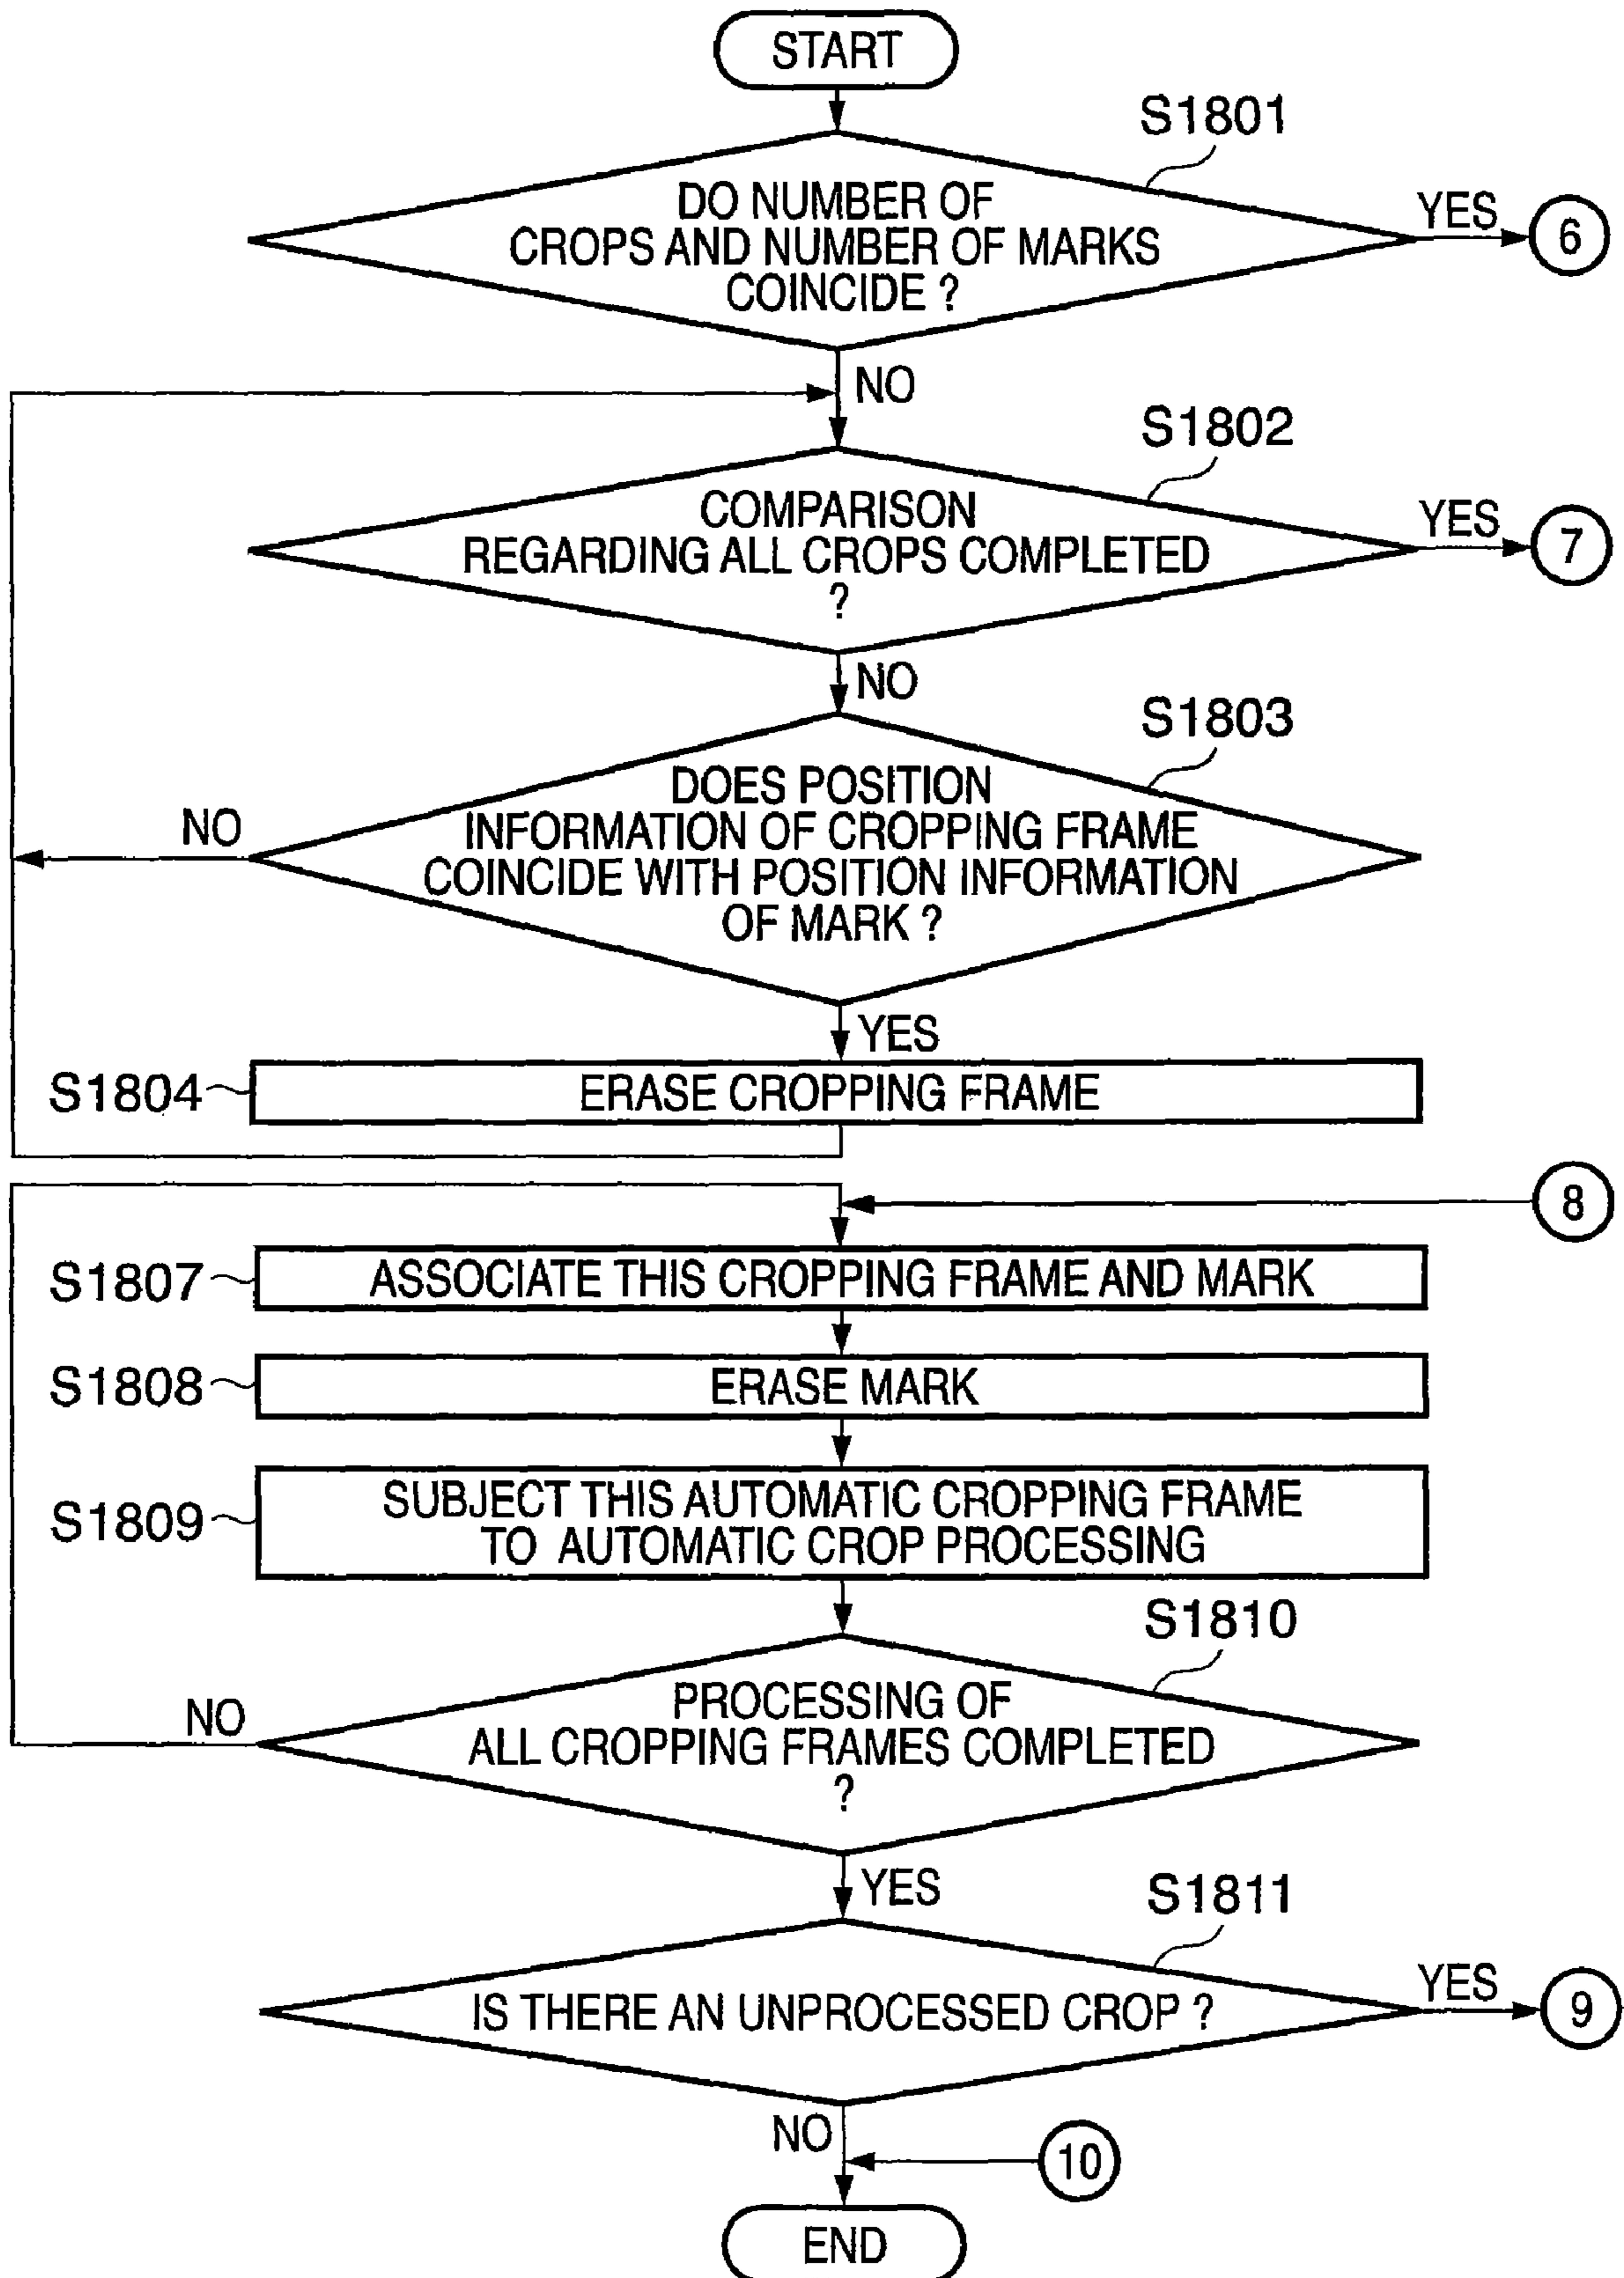 START
S1801
DO NUMBER OF
CROPS AND NUMBER OF MARKS
COINCIDE ?
YES
6
NO
S1802
COMPARISON
REGARDING ALL CROPS COMPLETED
?
YES
7
NO
S1803
DOES POSITION
INFORMATION OF CROPPING FRAME
COINCIDE WITH POSITION INFORMATION
OF MARK ?
NO
YES
S1804
ERASE CROPPING FRAME
8
S1807
ASSOCIATE THIS CROPPING FRAME AND MARK
S1808
ERASE MARK
S1809
SUBJECT THIS AUTOMATIC CROPPING FRAME
TO AUTOMATIC CROP PROCESSING
S1810
PROCESSING OF
ALL CROPPING FRAMES COMPLETED
?
NO
YES
S1811
IS THERE AN UNPROCESSED CROP ?
YES
9
NO
10
END